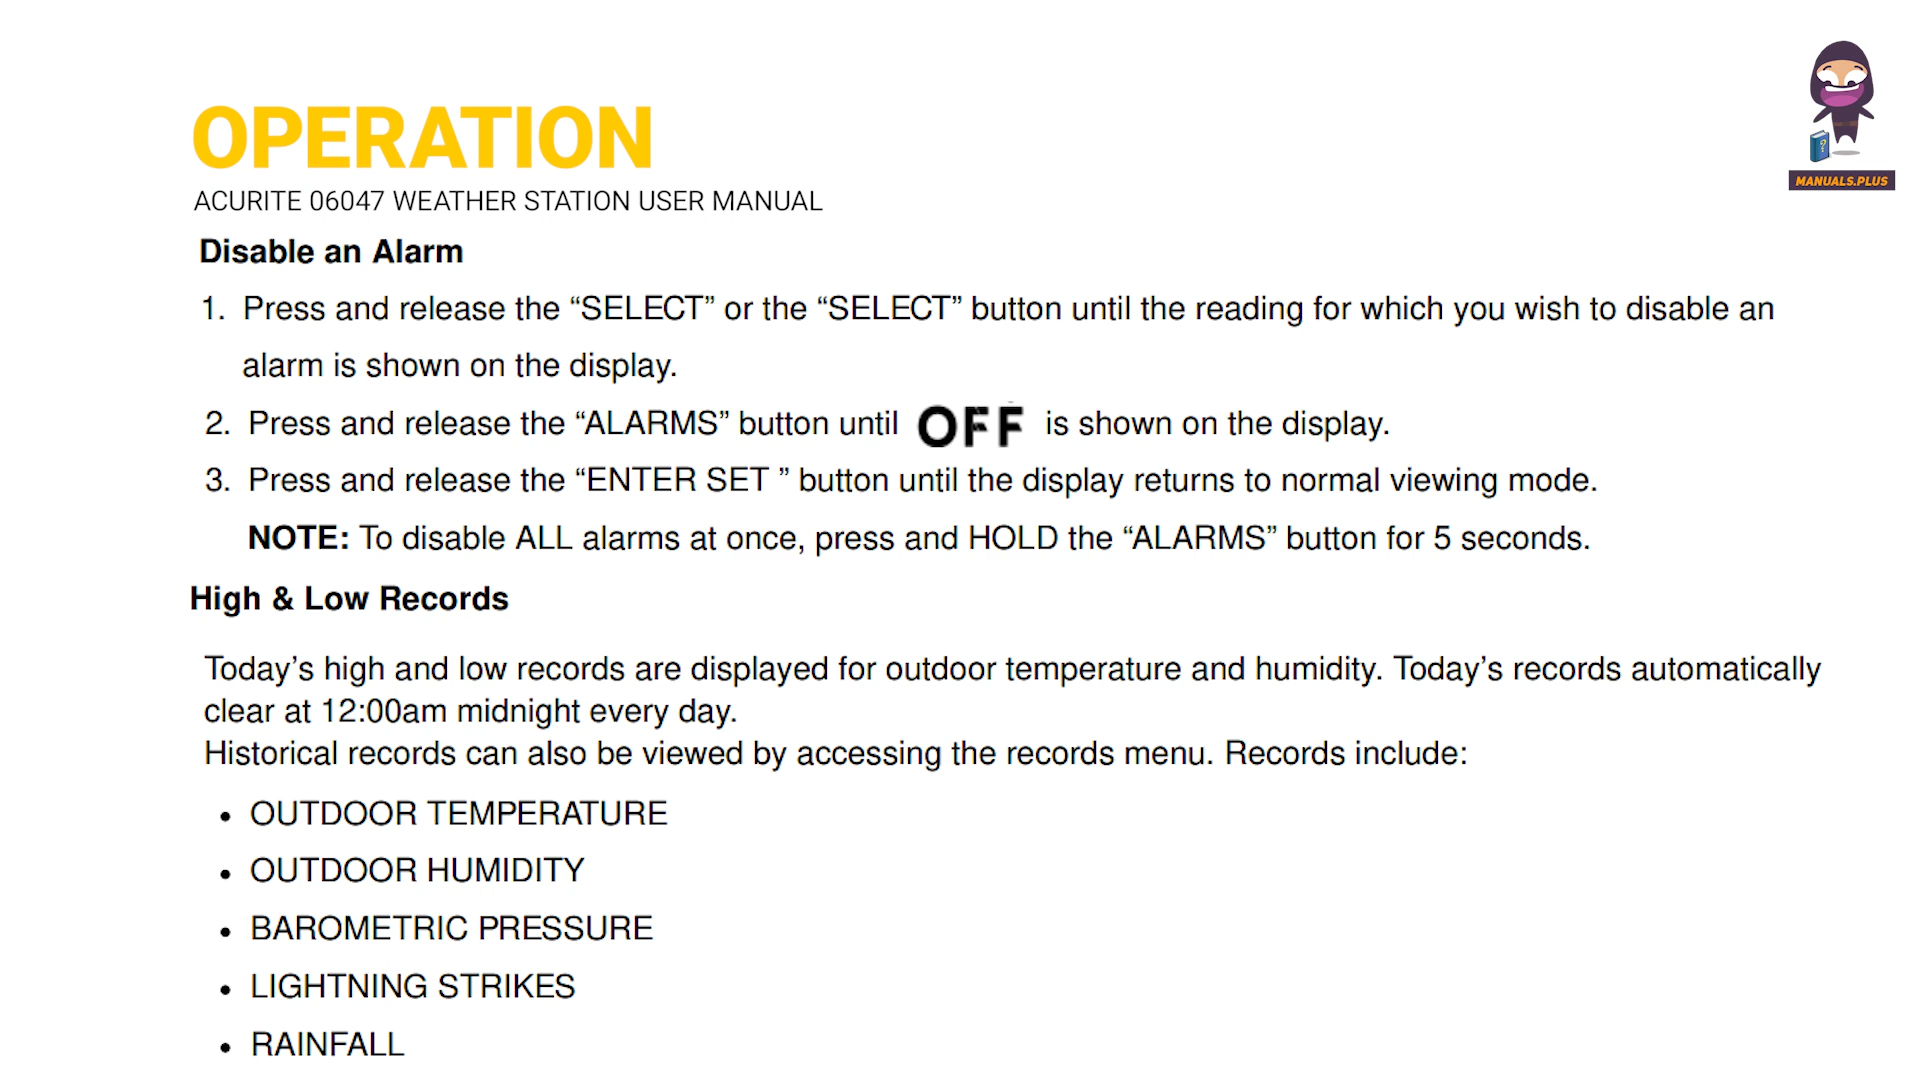 OPERATION
ACURITE 06047 WEATHER STATION USER MANUAL
MANUALS.PLUS
Disable an Alarm
1. Press and release the “SELECT” or the “SELECT” button until the reading for which you wish to disable an
alarm is shown on the display.
2. Press and release the “ALARMS” button until OFF is shown on the display.
3. Press and release the “ENTER SET ” button until the display returns to normal viewing mode.
NOTE: To disable ALL alarms at once, press and HOLD the “ALARMS” button for 5 seconds.
High & Low Records
Today’s high and low records are displayed for outdoor temperature and humidity. Today’s records automatically
clear at 12:00am midnight every day.
Historical records can also be viewed by accessing the records menu. Records include:
• OUTDOOR TEMPERATURE
• OUTDOOR HUMIDITY
• BAROMETRIC PRESSURE
• LIGHTNING STRIKES
• RAINFALL